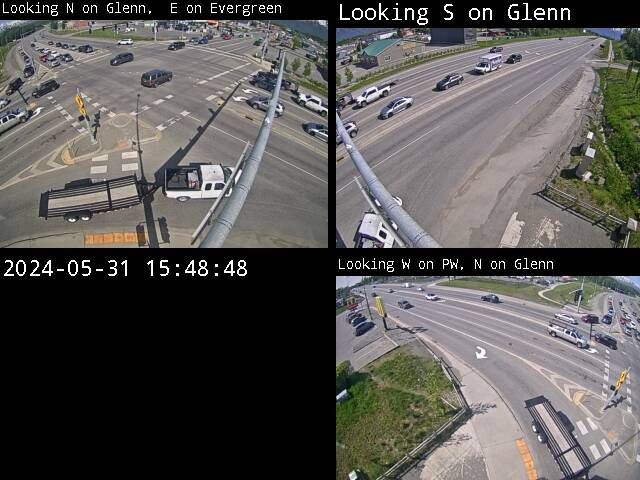 Looking N on Glenn,  E on Evergreen
Looking S on Glenn
2024-05-31 15:48:48
Looking W on PW, N on Glenn